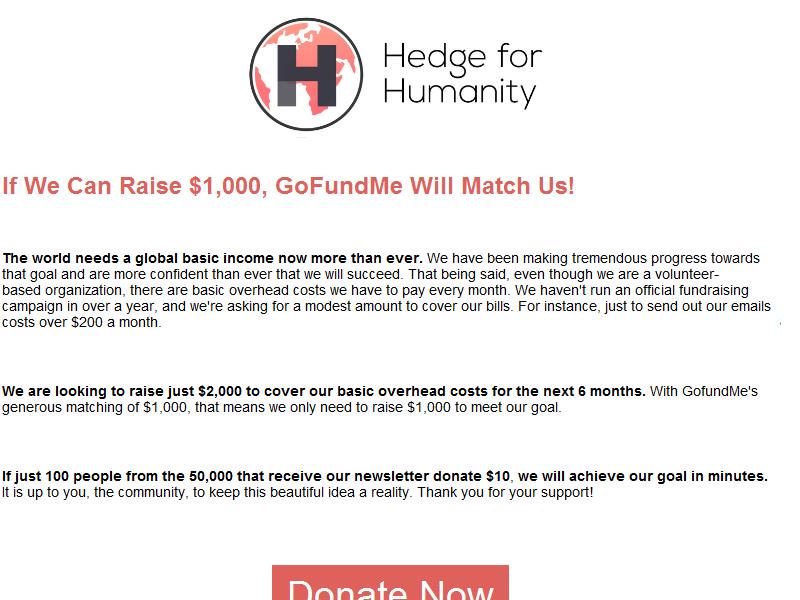 H
Hedge for
Humanity
If We Can Raise $1,000, GoFundMe Will Match Us!
The world needs a global basic income now more than ever. We have been making tremendous progress towards
that goal and are more confident than ever that we will succeed. That being said, even though we are a volunteer-
based organization, there are basic overhead costs we have to pay every month. We haven't run an official fundraising
campaign in over a year, and we're asking for a modest amount to cover our bills. For instance, just to send out our emails
costs over $200 a month.
We are looking to raise just $2,000 to cover our basic overhead costs for the next 6 months. With GofundMe's
generous matching of $1,000, that means we only need to raise $1,000 to meet our goal.
If just 100 people from the 50,000 that receive our newsletter donate $10, we will achieve our goal in minutes.
It is up to you, the community, to keep this beautiful idea a reality. Thank you for your support!
Donate Now